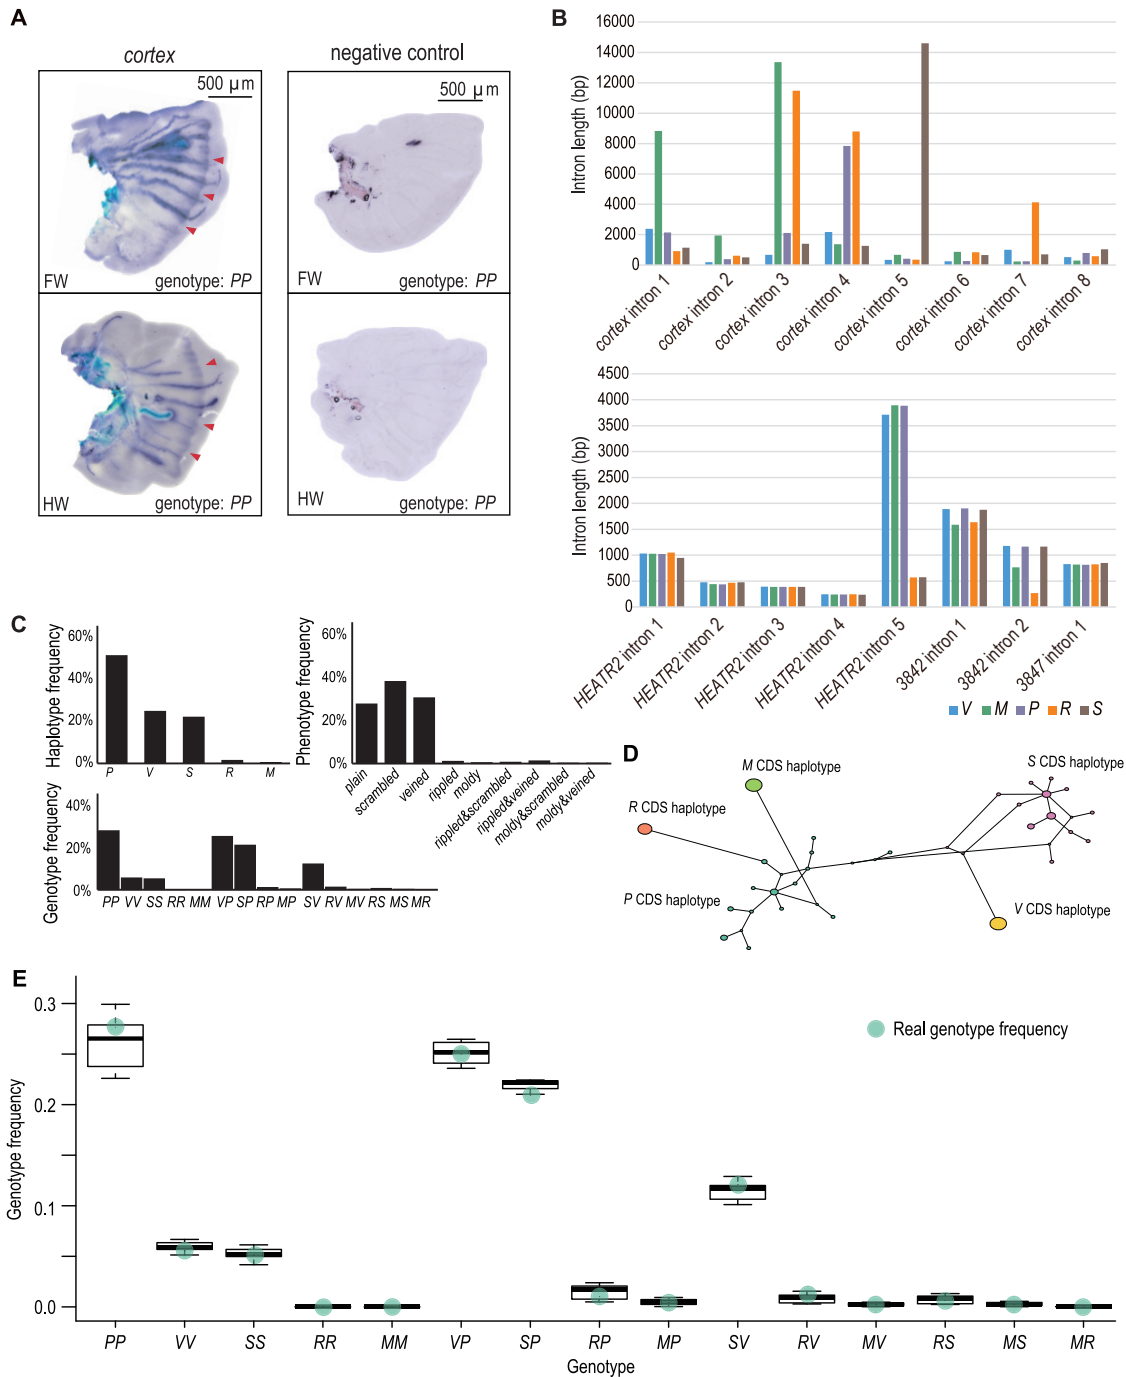 A
cortex
negative control
500 µm
500 µm
FW
genotype: PP
FW
genotype: PP
HW
genotype: PP
HW
genotype: PP
B
Intron length (bp)
16000
14000
12000
10000
8000
6000
4000
2000
0
cortex intron 1
cortex intron 2
cortex intron 3
cortex intron 4
cortex intron 5
cortex intron 6
cortex intron 7
cortex intron 8
Intron length (bp)
4500
4000
3500
3000
2500
2000
1500
1000
500
0
HEATR2 intron 1
HEATR2 intron 2
HEATR2 intron 3
HEATR2 intron 4
HEATR2 intron 5
3842 intron 1
3842 intron 2
3847 intron 1
V M P R S
C
Haplotype frequency
60%
40%
20%
0%
P V S R M
Phenotype frequency
60%
40%
20%
0%
plain
scrambled
veined
rippled
moldy
rippled&scrambled
rippled&veined
moldy&scrambled
moldy&veined
Genotype frequency
40%
20%
0%
PP VV SS RR MM VP SP RP MP SV RV MV RS MS MR
D
M CDS haplotype
S CDS haplotype
R CDS haplotype
P CDS haplotype
V CDS haplotype
E
Genotype frequency
0.3
0.2
0.1
0.0
Real genotype frequency
PP VV SS RR MM VP SP RP MP SV RV MV RS MS MR
Genotype